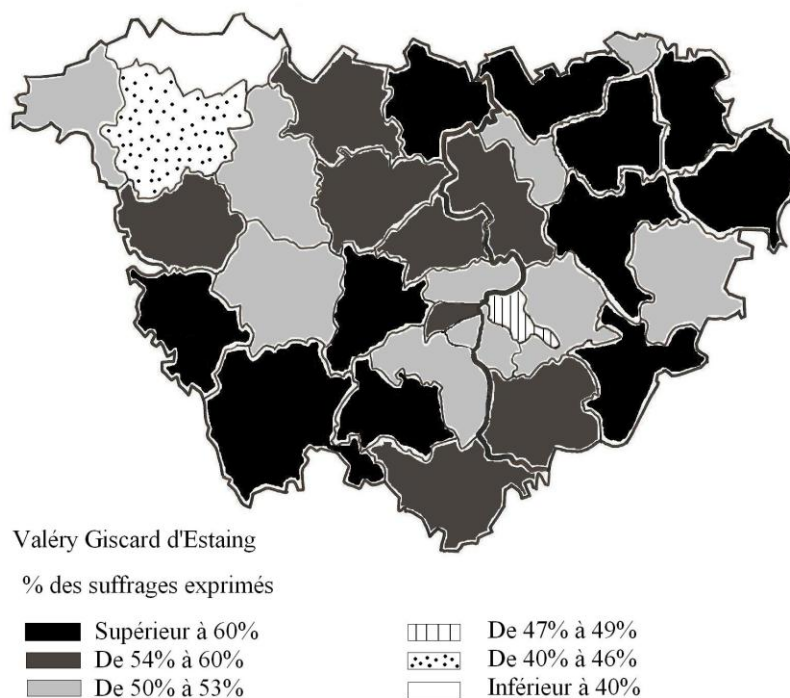 Valéry Giscard d'Estaing
% des suffrages exprimés
Supérieur à 60%
De 54% à 60%
De 50% à 53%
De 47% à 49%
De 40% à 46%
Inférieur à 40%